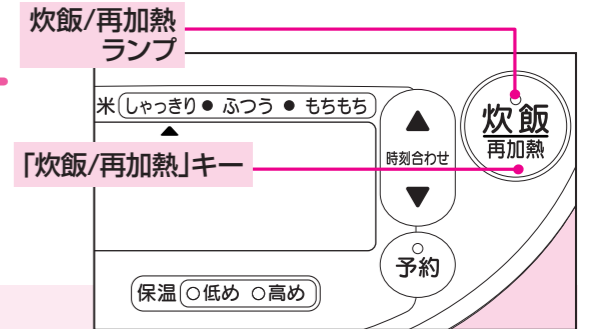 炊飯/再加熱
ランプ
米 しゃっきり ● ふつう ● もちもち
炊飯
再加熱
時刻合わせ
「炊飯/再加熱」キー
予約
保温 ○低め ○高め